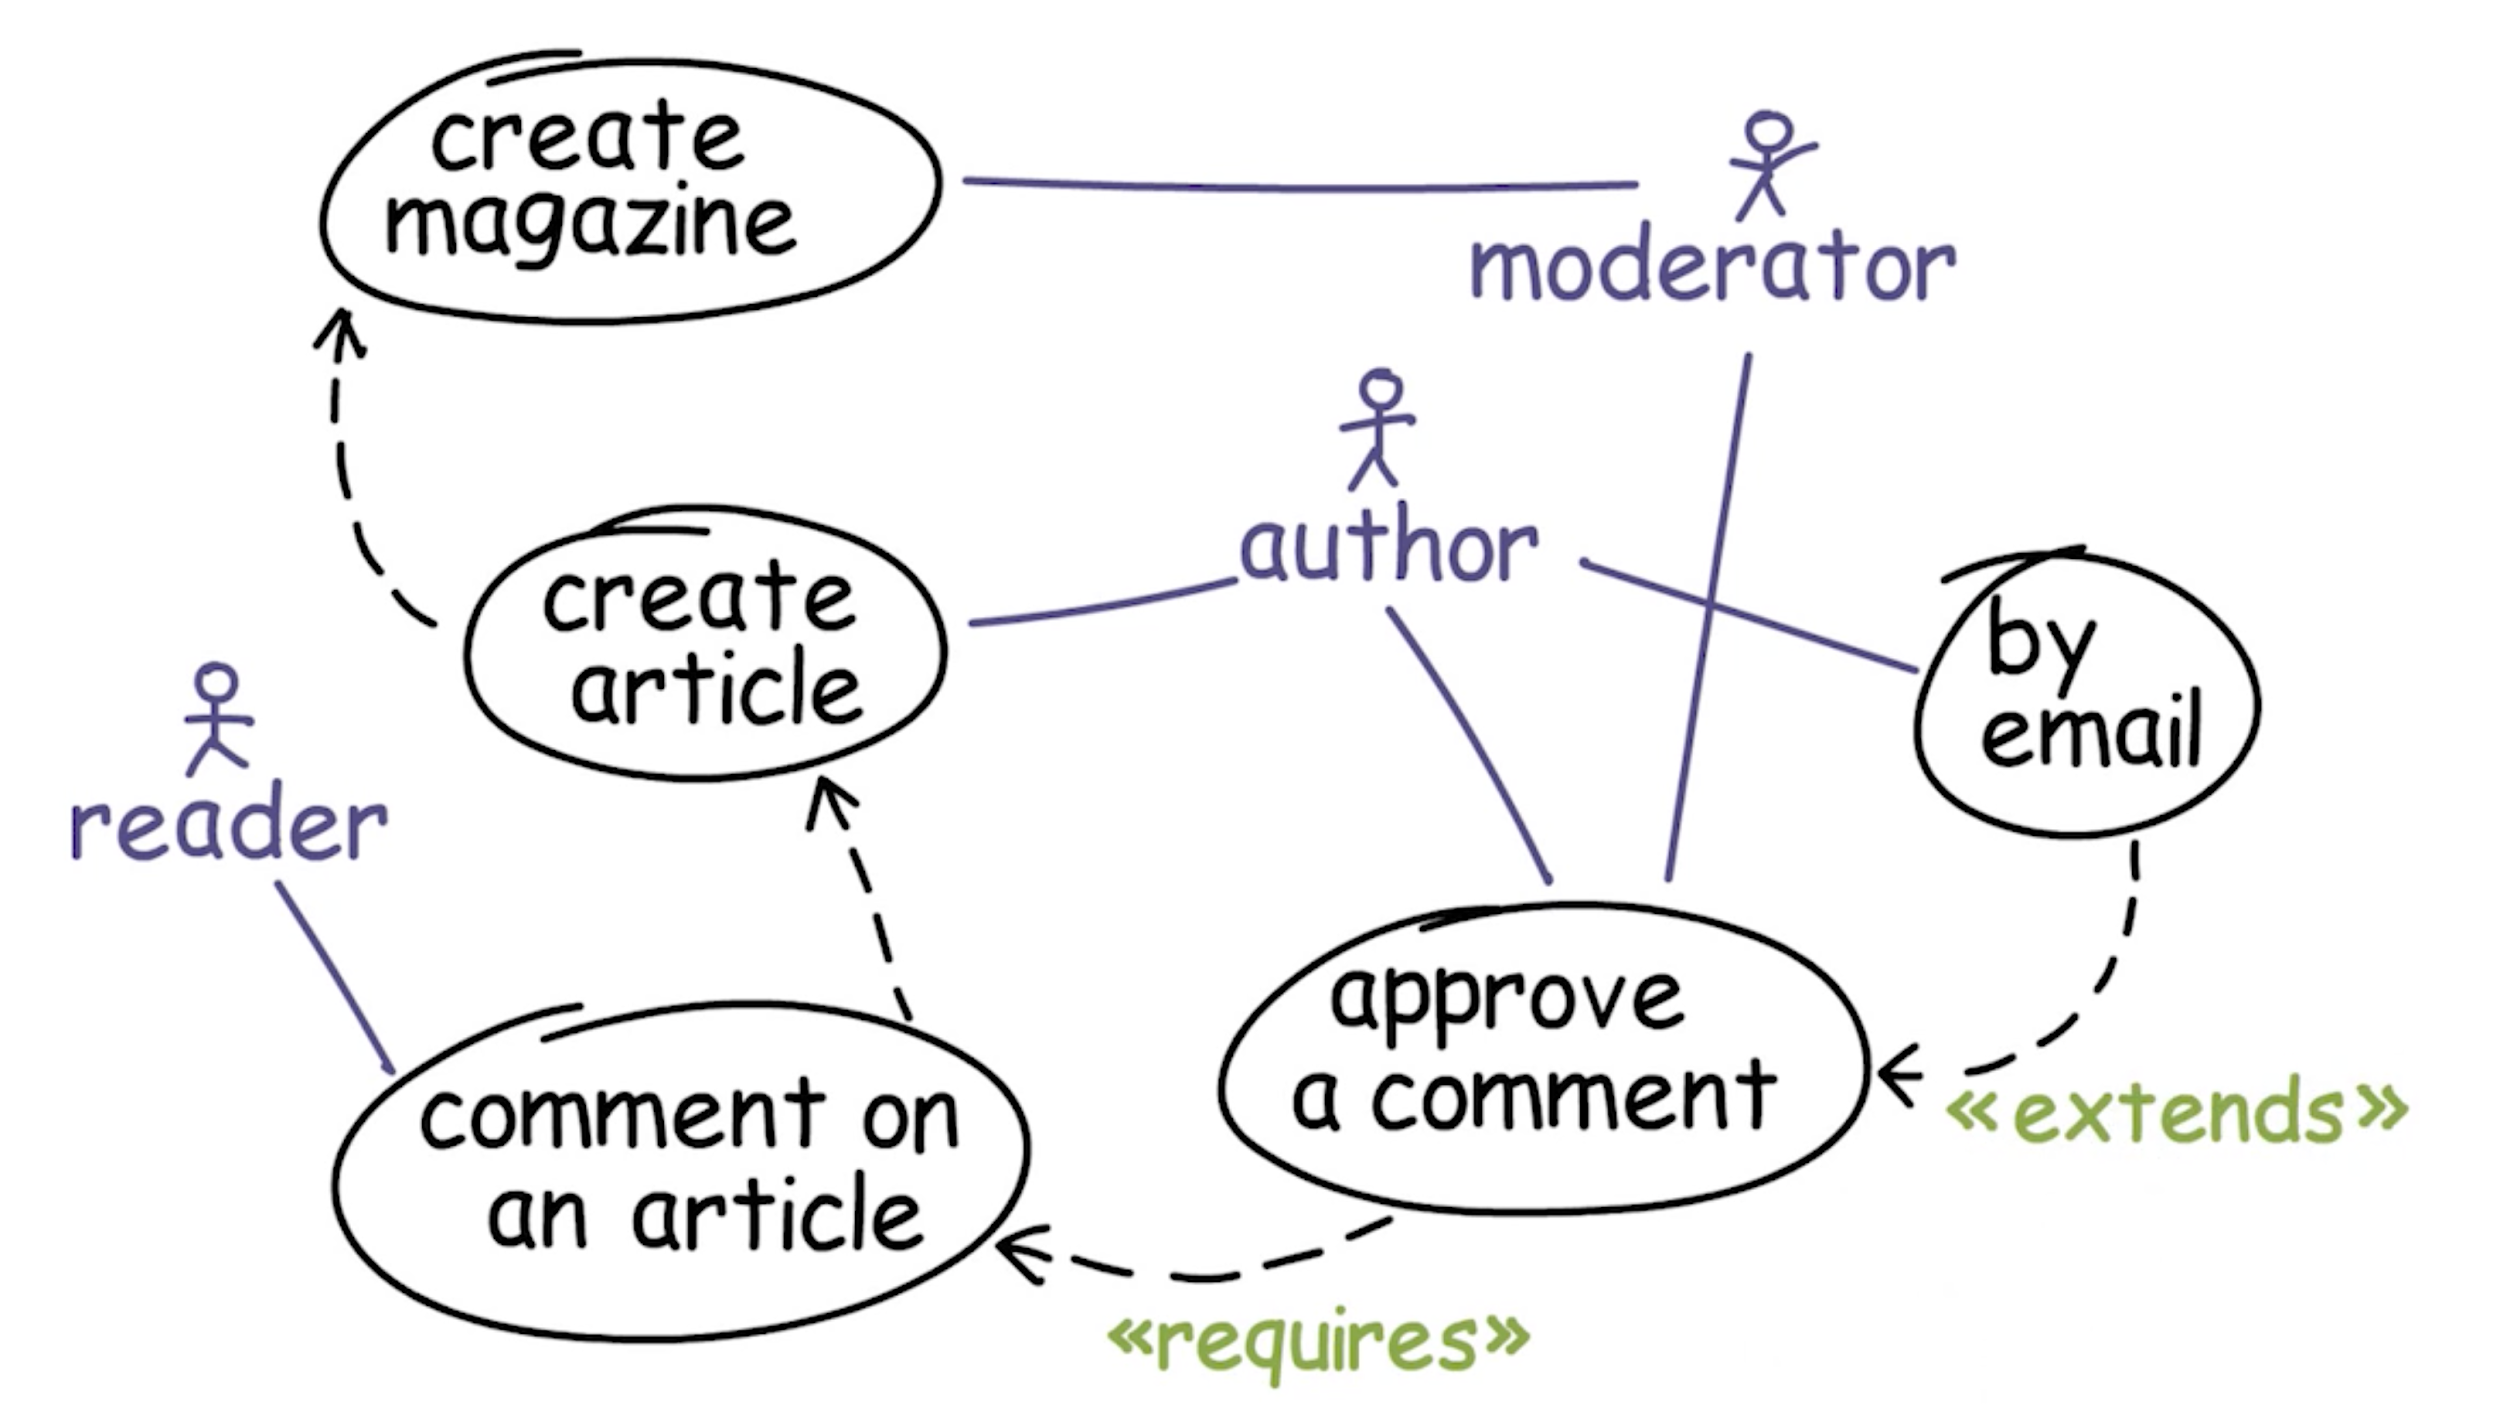 create
magazine
moderator
author
create
article
by
email
reader
approve
a comment
«extends»
comment on
an article
«requires»